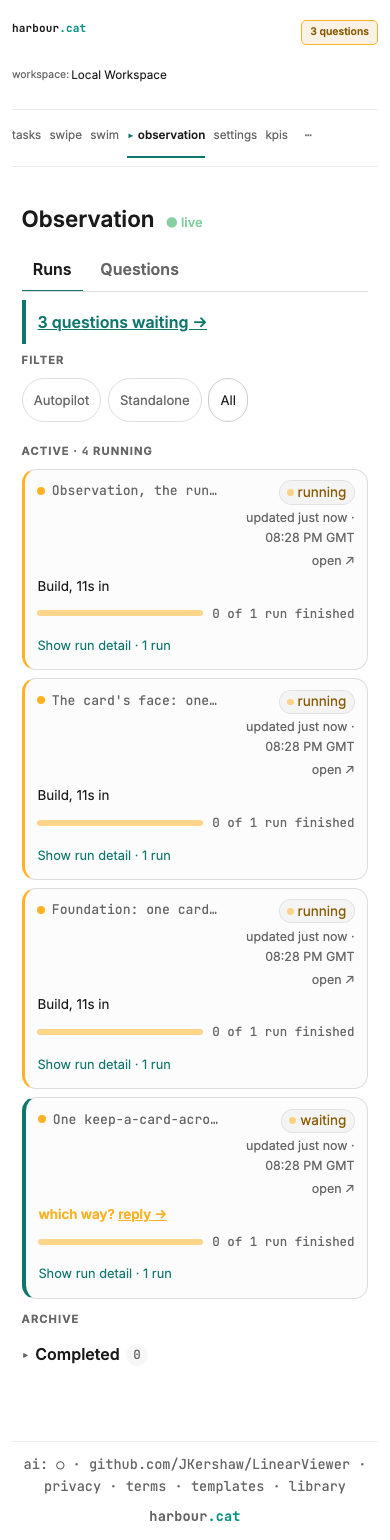 harbour.cat
3 questions
workspace: Local Workspace
tasks swipe swim ▸ observation settings kpis ⋯
Observation ● live
Runs Questions
3 questions waiting →
FILTER
Autopilot Standalone All
ACTIVE · 4 RUNNING
Observation, the run… running
updated just now ·
08:28 PM GMT
open ↗
Build, 11s in
0 of 1 run finished
Show run detail · 1 run
The card's face: one… running
updated just now ·
08:28 PM GMT
open ↗
Build, 11s in
0 of 1 run finished
Show run detail · 1 run
Foundation: one card… running
updated just now ·
08:28 PM GMT
open ↗
Build, 11s in
0 of 1 run finished
Show run detail · 1 run
One keep-a-card-acro… waiting
updated just now ·
08:28 PM GMT
open ↗
which way? reply →
0 of 1 run finished
Show run detail · 1 run
ARCHIVE
▸ Completed 0
ai: ○ · github.com/JKershaw/LinearViewer ·
privacy · terms · templates · library
harbour.cat